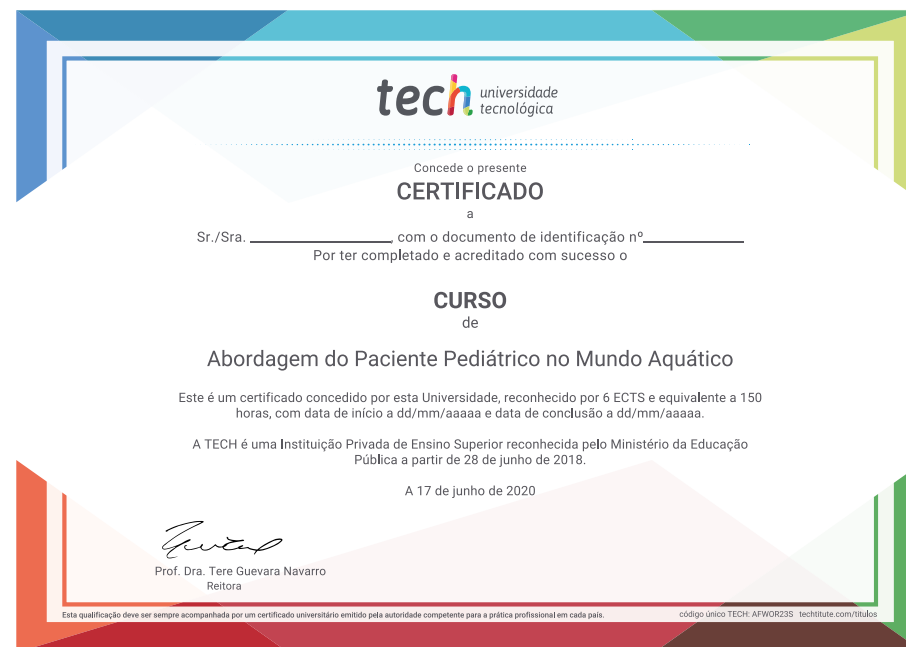 tech universidade
tecnológica
Concede o presente
CERTIFICADO
a
Sr./Sra. ____________________, com o documento de identificação nº______________
Por ter completado e acreditado com sucesso o
CURSO
de
Abordagem do Paciente Pediátrico no Mundo Aquático
Este é um certificado concedido por esta Universidade, reconhecido por 6 ECTS e equivalente a 150
horas, com data de início a dd/mm/aaaaa e data de conclusão a dd/mm/aaaaa.
A TECH é uma Instituição Privada de Ensino Superior reconhecida pelo Ministério da Educação
Pública a partir de 28 de junho de 2018.
A 17 de junho de 2020
Prof. Dra. Tere Guevara Navarro
Reitora
Esta qualificação deve ser sempre acompanhada por um certificado universitário emitido pela autoridade competente para a prática profissional em cada país.
código único TECH: AFWOR23S techtitute.com/titulos